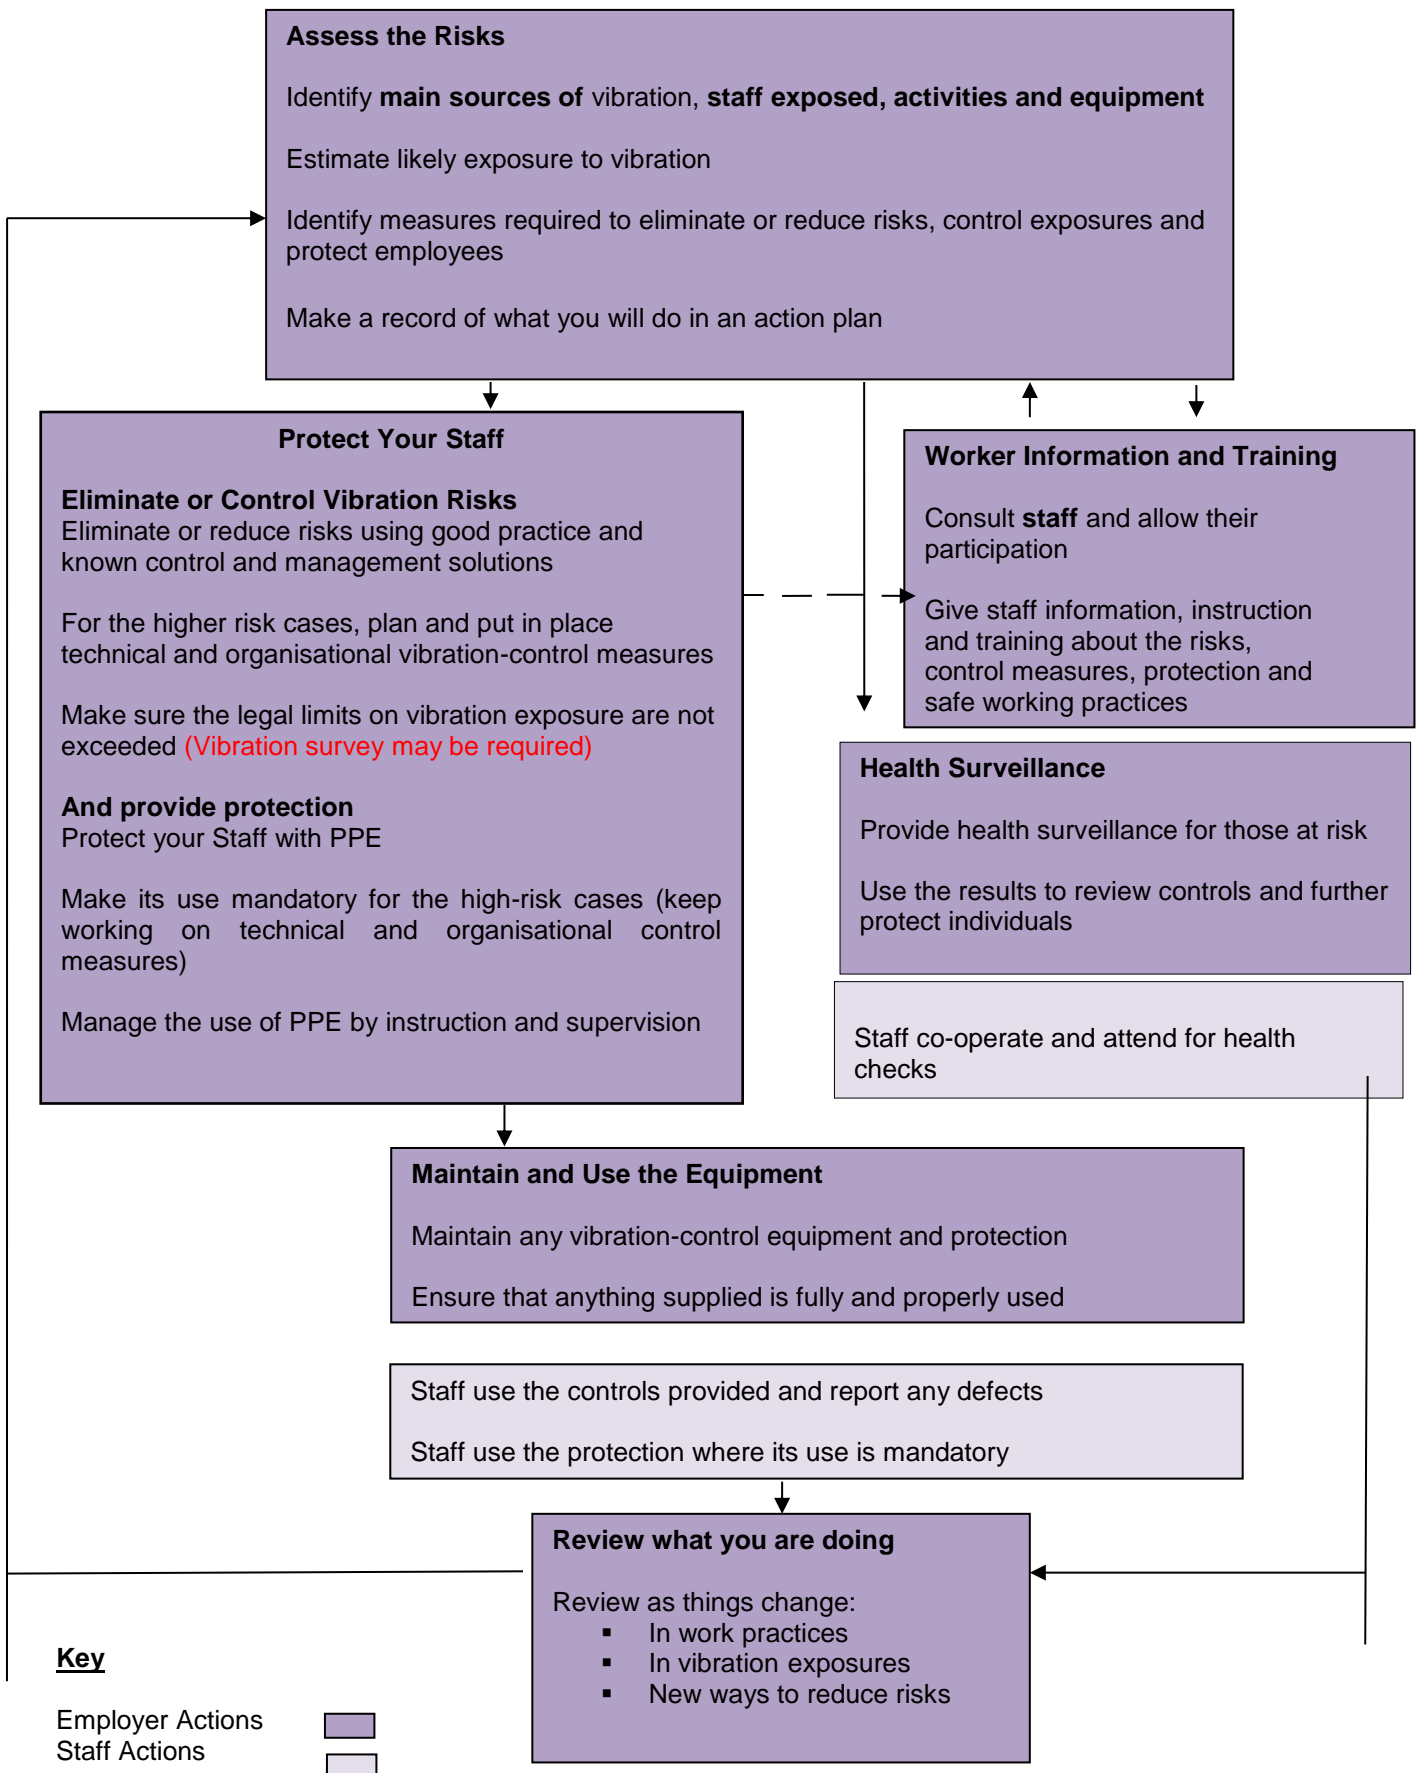 Assess the Risks
Identify main sources of vibration, staff exposed, activities and equipment
Estimate likely exposure to vibration
Identify measures required to eliminate or reduce risks, control exposures and
protect employees
Make a record of what you will do in an action plan
Protect Your Staff
Eliminate or Control Vibration Risks
Eliminate or reduce risks using good practice and
known control and management solutions
For the higher risk cases, plan and put in place
technical and organisational vibration-control measures
Make sure the legal limits on vibration exposure are not
exceeded (Vibration survey may be required)
And provide protection
Protect your Staff with PPE
Make its use mandatory for the high-risk cases (keep
working on technical and organisational control
measures)
Manage the use of PPE by instruction and supervision
Worker Information and Training
Consult staff and allow their
participation
Give staff information, instruction
and training about the risks,
control measures, protection and
safe working practices
Health Surveillance
Provide health surveillance for those at risk
Use the results to review controls and further
protect individuals
Staff co-operate and attend for health
checks
Maintain and Use the Equipment
Maintain any vibration-control equipment and protection
Ensure that anything supplied is fully and properly used
Staff use the controls provided and report any defects
Staff use the protection where its use is mandatory
Review what you are doing
Review as things change:
▪ In work practices
▪ In vibration exposures
▪ New ways to reduce risks
Key
Employer Actions
Staff Actions